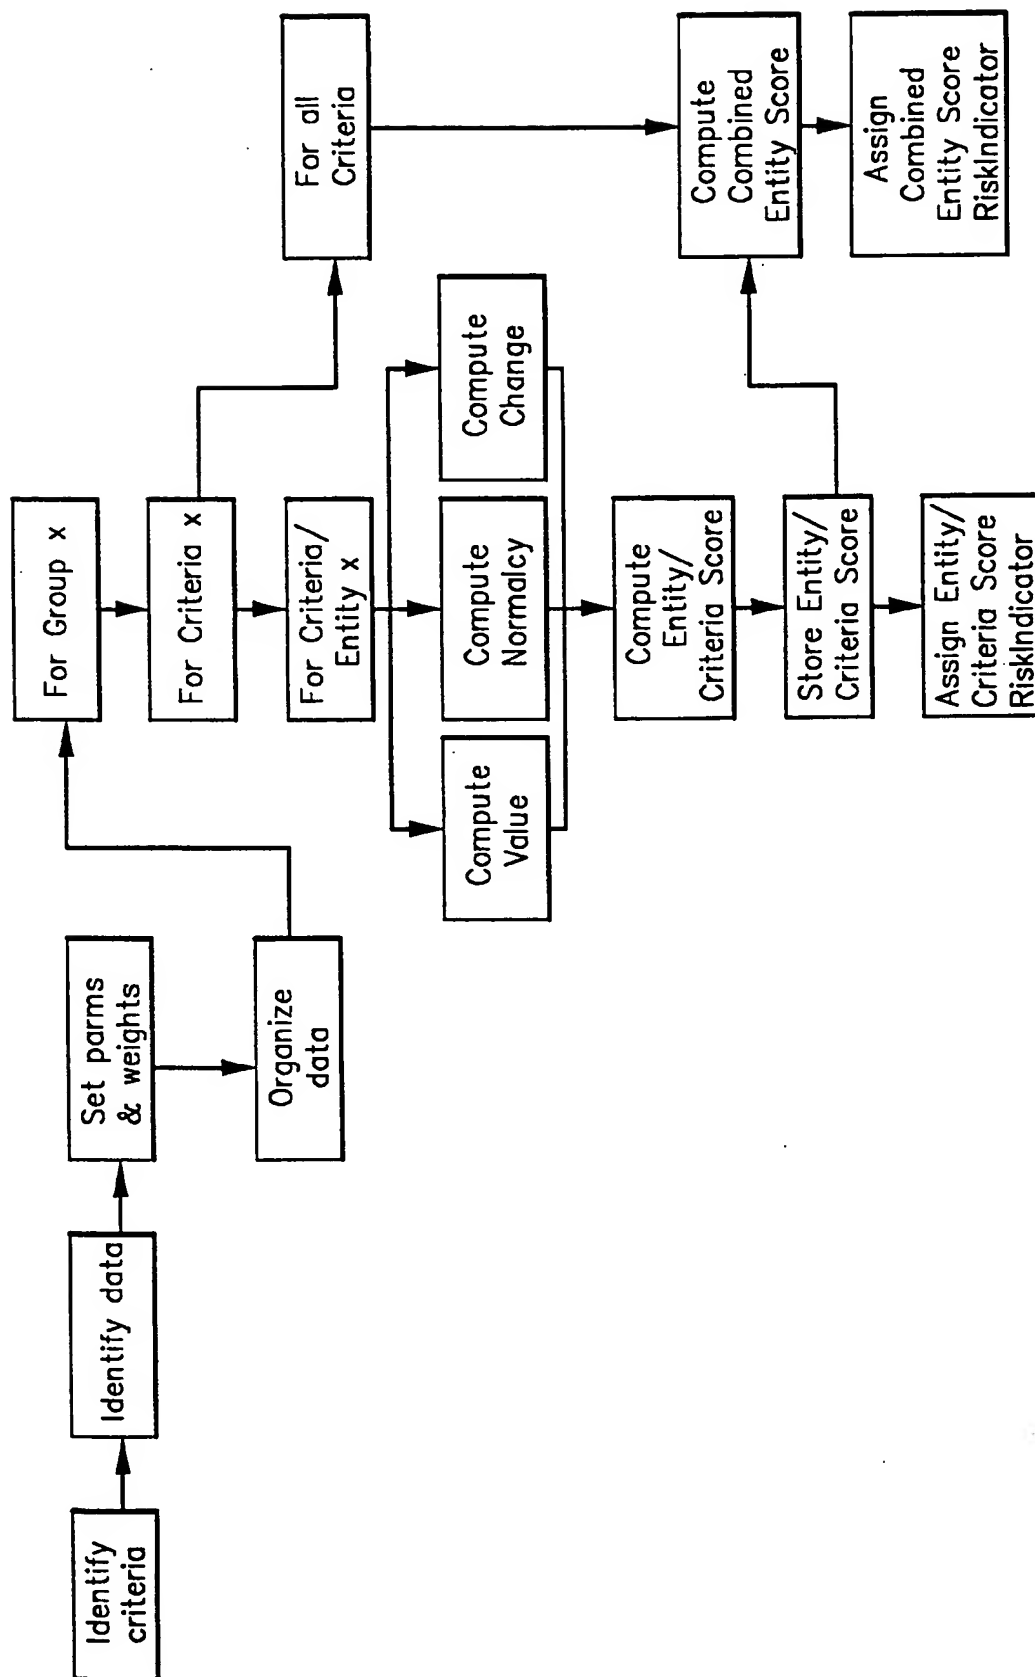 Identify
criteria
Identify data
Set parms
& weights
Organize
data
For Group x
For Criteria x
For Criteria/
Entity x
Compute
Value
Compute
Normalcy
Compute
Change
Compute
Entity/
Criteria Score
Store Entity/
Criteria Score
Assign Entity/
Criteria Score
RiskIndicator
For all
Criteria
Compute
Combined
Entity Score
Assign
Combined
Entity Score
RiskIndicator